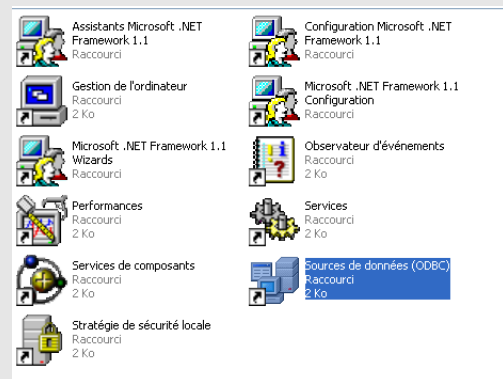 Assistants Microsoft .NET
Framework 1.1
Raccourci
Configuration Microsoft .NET
Framework 1.1
Raccourci
Gestion de l'ordinateur
Raccourci
2 Ko
Microsoft .NET Framework 1.1
Configuration
Raccourci
Microsoft .NET Framework 1.1
Wizards
Raccourci
Observateur d'événements
Raccourci
2 Ko
Performances
Raccourci
2 Ko
Services
Raccourci
2 Ko
Services de composants
Raccourci
2 Ko
Sources de données (ODBC)
Raccourci
2 Ko
Stratégie de sécurité locale
Raccourci
2 Ko